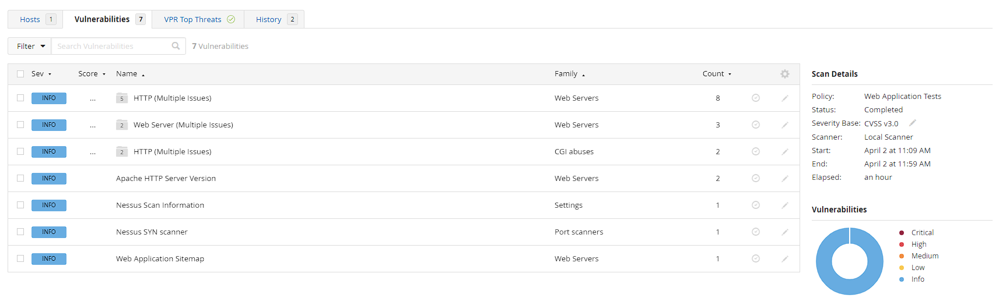 Hosts 1 Vulnerabilities 7 VPR Top Threats History 2
Filter Search Vulnerabilities 7 Vulnerabilities
Sev Score Name Family Count
INFO ... 5 HTTP (Multiple Issues) Web Servers 8
INFO ... 2 Web Server (Multiple Issues) Web Servers 3
INFO ... 2 HTTP (Multiple Issues) CGI abuses 2
INFO Apache HTTP Server Version Web Servers 2
INFO Nessus Scan Information Settings 1
INFO Nessus SYN scanner Port scanners 1
INFO Web Application Sitemap Web Servers 1
Scan Details
Policy: Web Application Tests
Status: Completed
Severity Base: CVSS v3.0
Scanner: Local Scanner
Start: April 2 at 11:09 AM
End: April 2 at 11:59 AM
Elapsed: an hour
Vulnerabilities
Critical
High
Medium
Low
Info